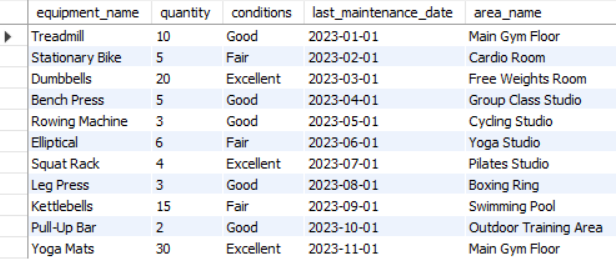 equipment_name quantity conditions last_maintenance_date area_name
Treadmill 10 Good 2023-01-01 Main Gym Floor
Stationary Bike 5 Fair 2023-02-01 Cardio Room
Dumbbells 20 Excellent 2023-03-01 Free Weights Room
Bench Press 5 Good 2023-04-01 Group Class Studio
Rowing Machine 3 Good 2023-05-01 Cycling Studio
Elliptical 6 Fair 2023-06-01 Yoga Studio
Squat Rack 4 Excellent 2023-07-01 Pilates Studio
Leg Press 3 Good 2023-08-01 Boxing Ring
Kettlebells 15 Fair 2023-09-01 Swimming Pool
Pull-Up Bar 2 Good 2023-10-01 Outdoor Training Area
Yoga Mats 30 Excellent 2023-11-01 Main Gym Floor